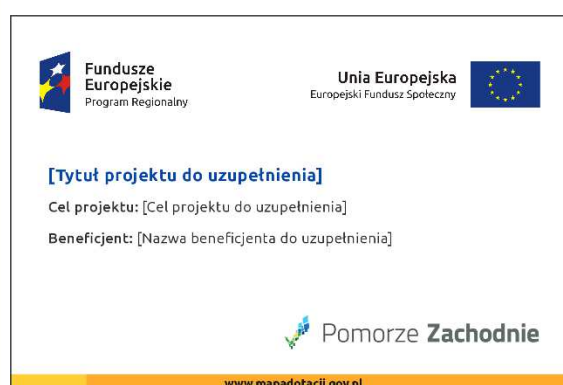 Fundusze
Europejskie
Program Regionalny
Unia Europejska
Europejski Fundusz Społeczny
[Tytuł projektu do uzupełnienia]
Cel projektu: [Cel projektu do uzupełnienia]
Beneficjent: [Nazwa beneficjenta do uzupełnienia]
Pomorze Zachodnie
www.mapadotacji.gov.pl